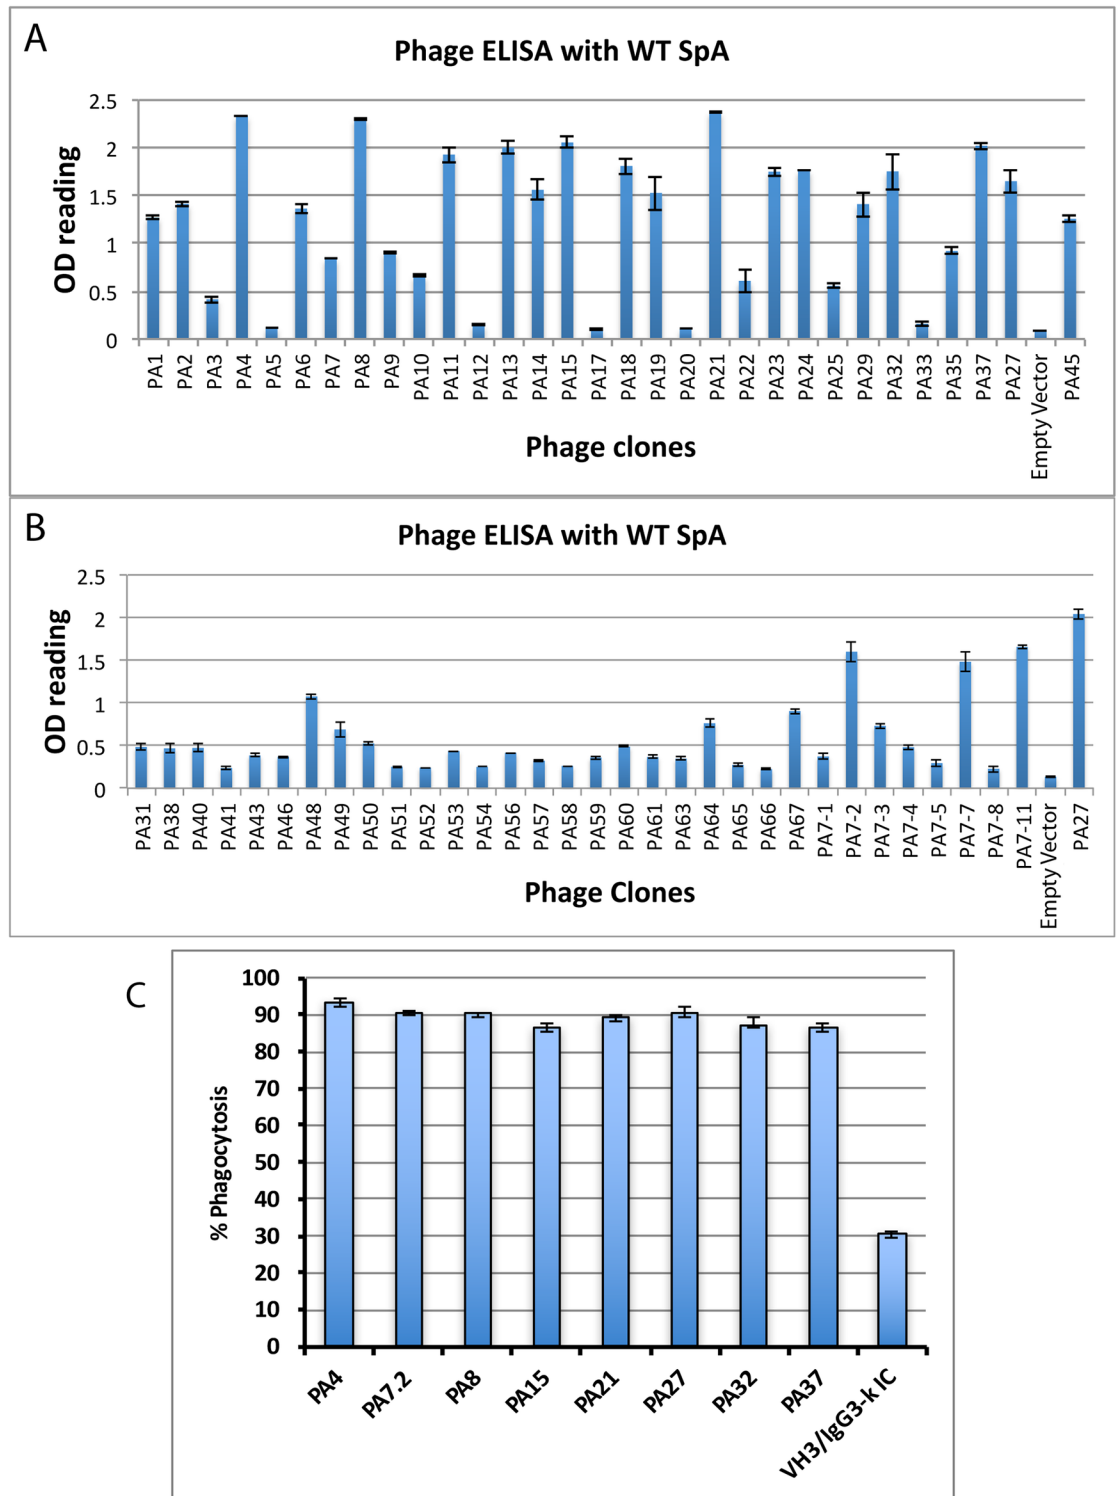 A
Phage ELISA with WT SpA
OD reading
2.5
2
1.5
1
0.5
0
PA1
PA2
PA3
PA4
PA5
PA6
PA7
PA8
PA9
PA10
PA11
PA12
PA13
PA14
PA15
PA17
PA18
PA19
PA20
PA21
PA22
PA23
PA24
PA25
PA29
PA32
PA33
PA35
PA37
PA27
Empty Vector
PA45
Phage clones
B
Phage ELISA with WT SpA
OD reading
2.5
2
1.5
1
0.5
0
PA31
PA38
PA40
PA41
PA43
PA46
PA48
PA49
PA50
PA51
PA52
PA53
PA54
PA56
PA57
PA58
PA59
PA60
PA61
PA63
PA64
PA65
PA66
PA67
PA7-1
PA7-2
PA7-3
PA7-4
PA7-5
PA7-7
PA7-8
PA7-11
Empty Vector
PA27
Phage Clones
C
% Phagocytosis
100
90
80
70
60
50
40
30
20
10
0
PA4
PA7.2
PA8
PA15
PA21
PA27
PA32
PA37
VH3/IgG3-k IC